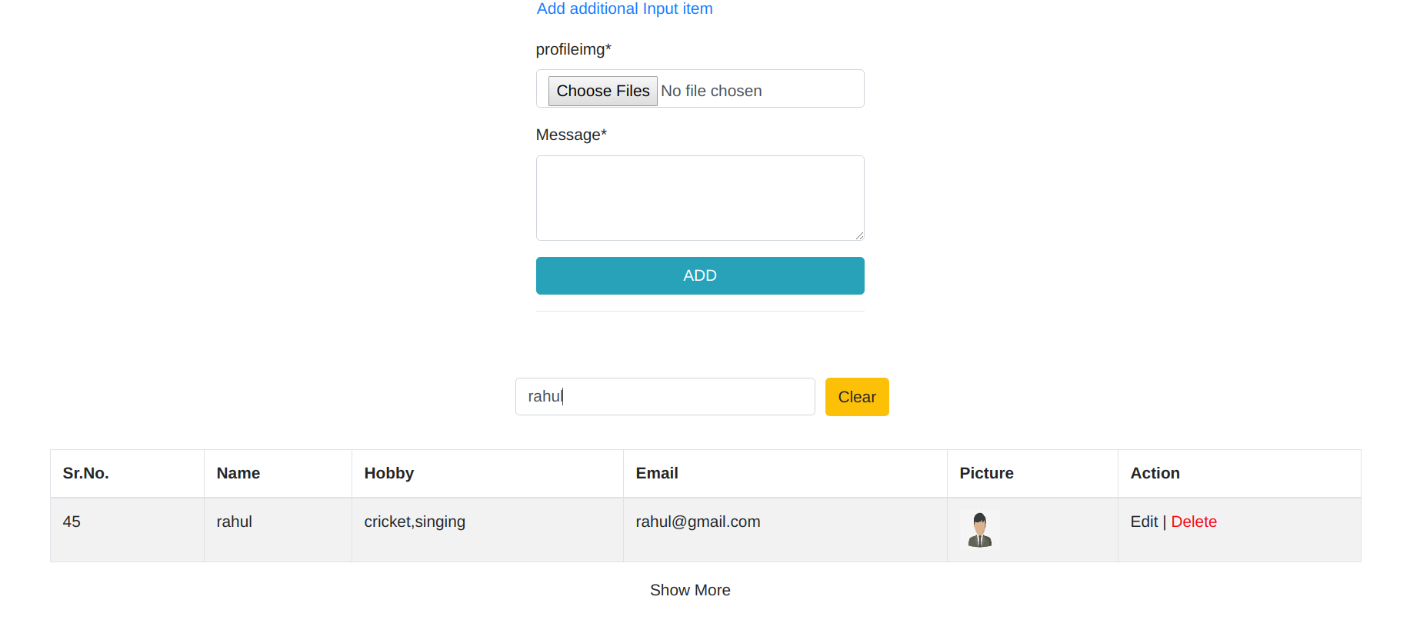 Add additional Input item
profileimg*
Choose Files No file chosen
Message*
ADD
rahul Clear
Sr.No. Name Hobby Email Picture Action
45 rahul cricket,singing rahul@gmail.com Edit | Delete
Show More